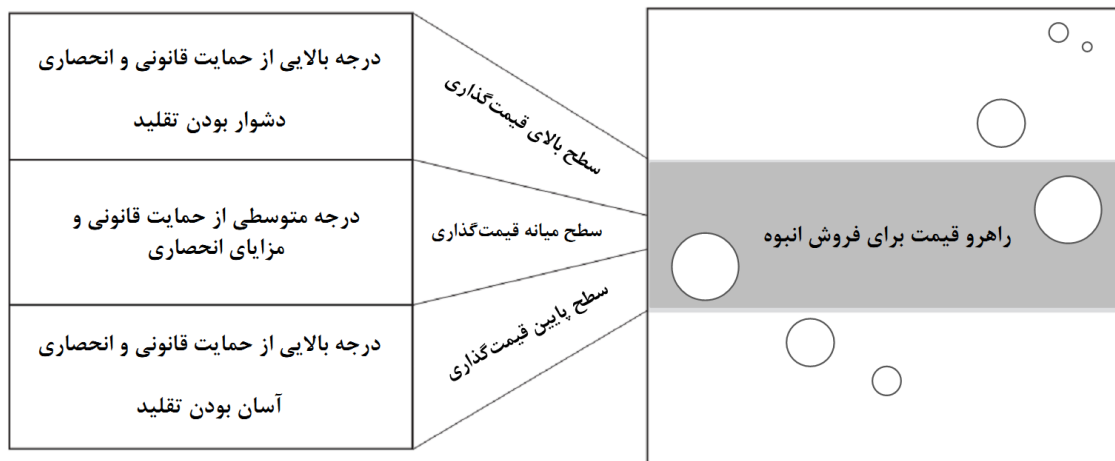 درجه بالایی از حمایت قانونی و انحصاری
دشوار بودن تقلید
سطح بالای قیمت‌گذاری
درجه متوسطی از حمایت قانونی و
مزایای انحصاری
سطح میانه قیمت‌گذاری
راهرو قیمت برای فروش انبوه
درجه بالایی از حمایت قانونی و انحصاری
آسان بودن تقلید
سطح پایین قیمت‌گذاری